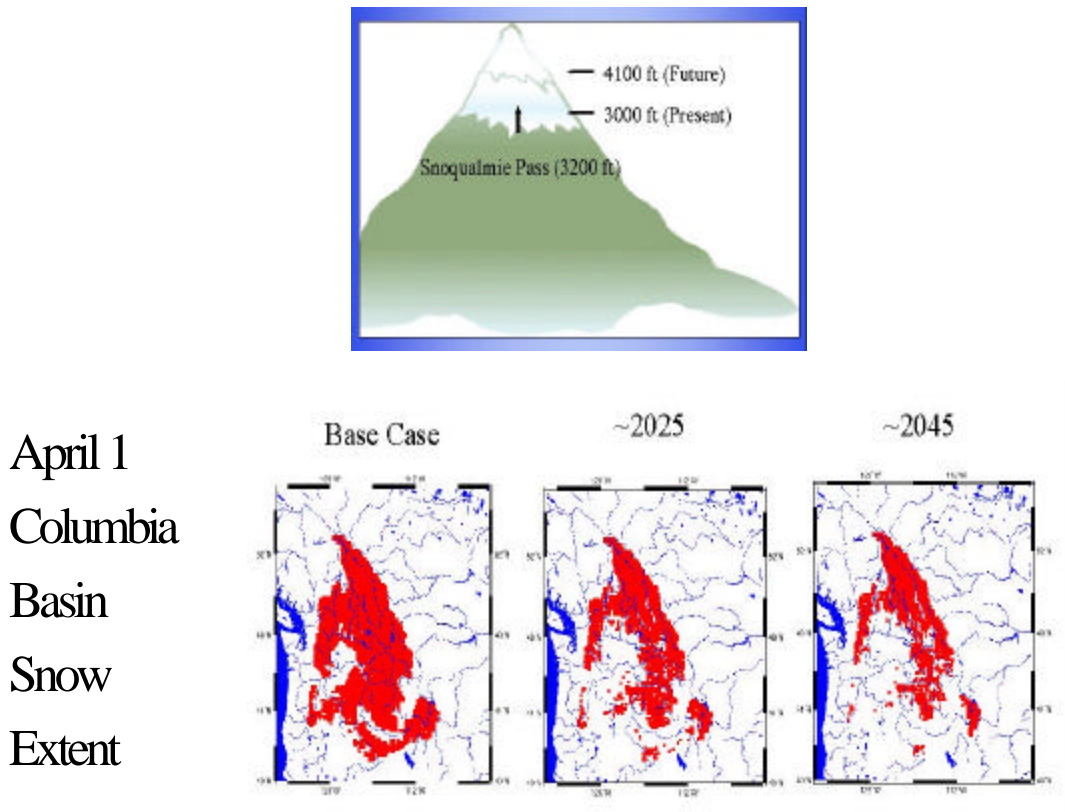 4100 ft (Future)
3000 ft (Present)
Snoqualmie Pass (3200 ft)
April 1
Columbia
Basin
Snow
Extent
Base Case
~2025
~2045